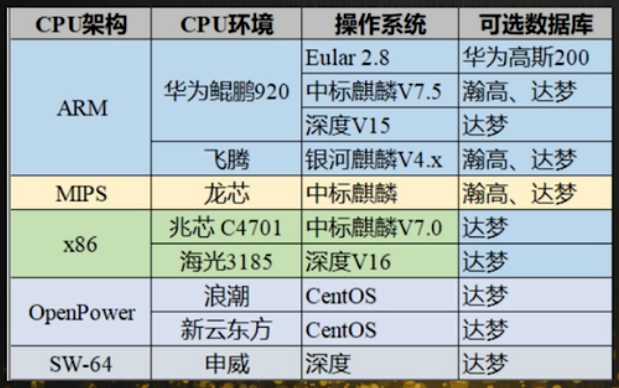 CPU架构 CPU环境 操作系统 可选数据库
ARM 华为鲲鹏920 Eular 2.8 华为高斯200
中标麒麟V7.5 瀚高、达梦
深度V15 达梦
飞腾 银河麒麟V4.x 瀚高、达梦
MIPS 龙芯 中标麒麟 瀚高、达梦
x86 兆芯 C4701 中标麒麟V7.0 达梦
海光3185 深度V16 达梦
OpenPower 浪潮 CentOS 达梦
新云东方 CentOS 达梦
SW-64 申威 深度 达梦